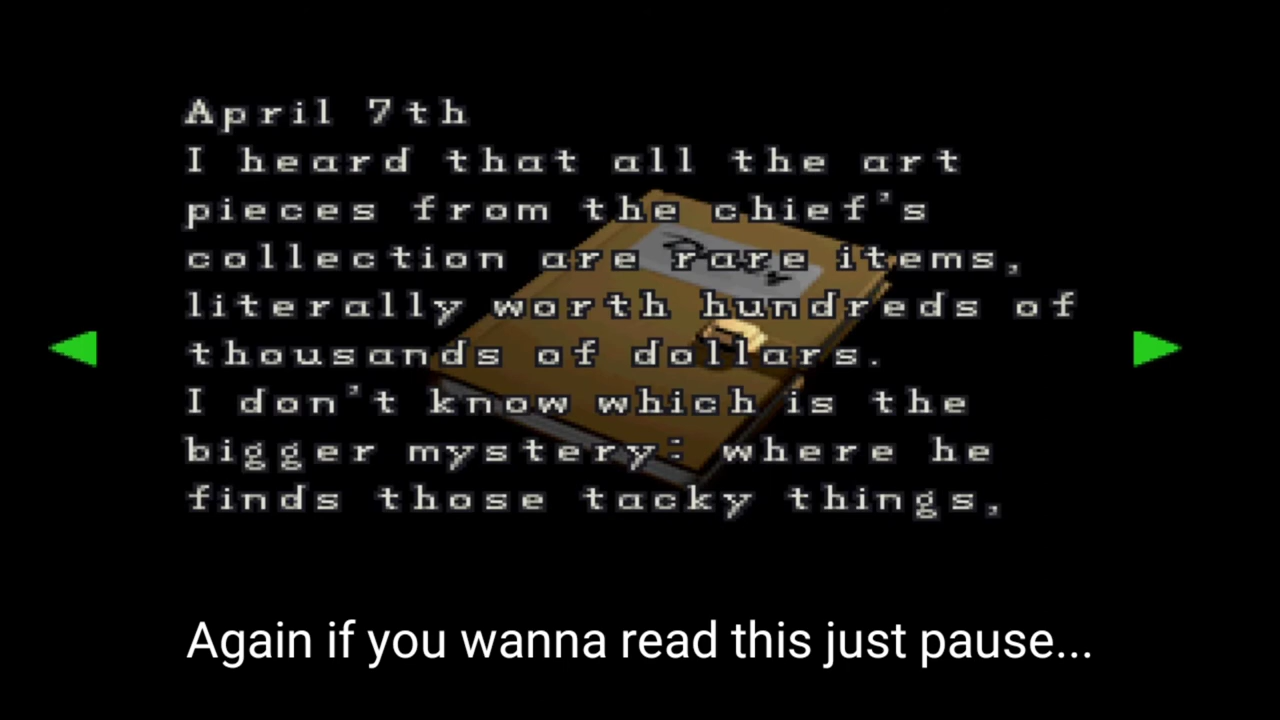 April 7th
I heard that all the art
pieces from the chief's
collection are rare items,
literally worth hundreds of
thousands of dollars.
I don't know which is the
bigger mystery: where he
finds those tacky things,
Diary
Again if you wanna read this just pause...